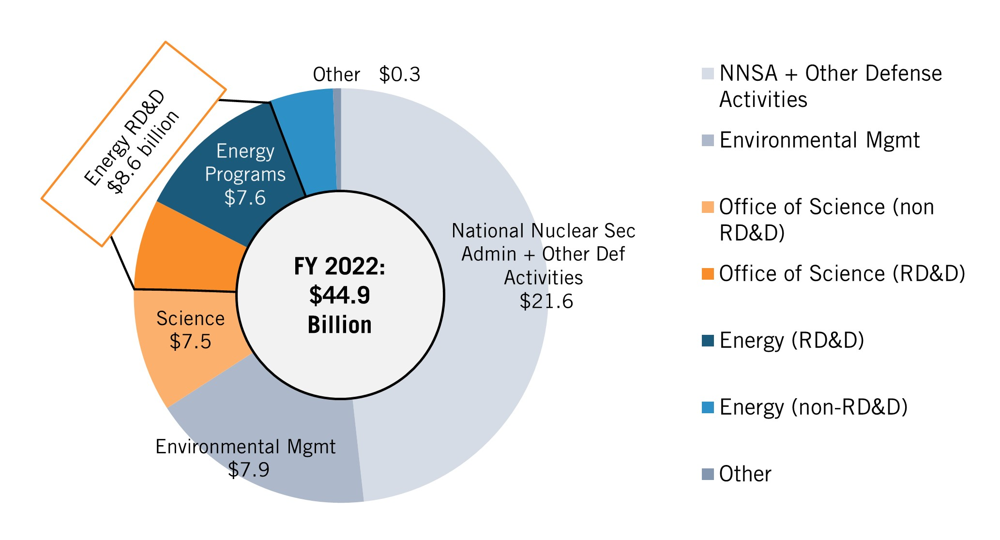 Other $0.3
Energy RD&D
$8.6 billion
Energy
Programs
$7.6
National Nuclear Sec
Admin + Other Def
Activities
$21.6
FY 2022:
$44.9
Billion
Science
$7.5
Environmental Mgmt
$7.9
NNSA + Other Defense
Activities
Environmental Mgmt
Office of Science (non
RD&D)
Office of Science (RD&D)
Energy (RD&D)
Energy (non-RD&D)
Other